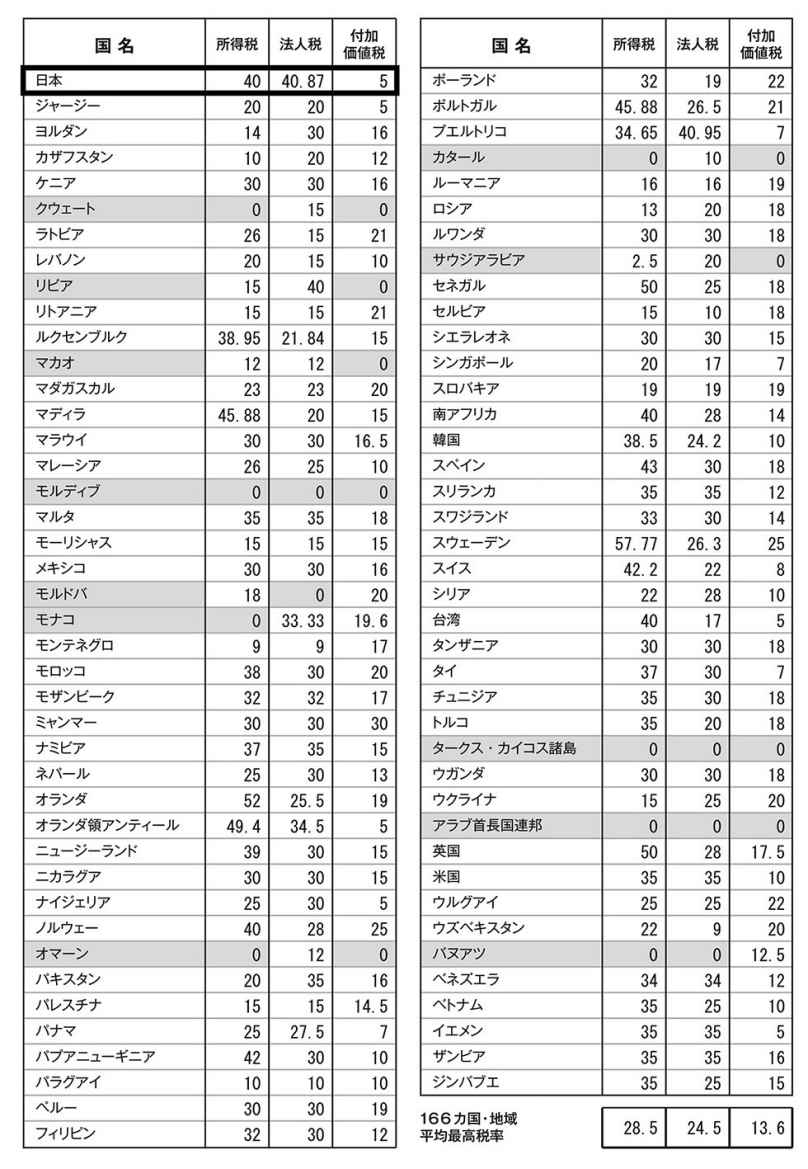 国 名 所得税 法人税 付加価値税
日本 40 40.87 5
ジャージー 20 20 5
ヨルダン 14 30 16
カザフスタン 10 20 12
ケニア 30 30 16
クウェート 0 15 0
ラトビア 26 15 21
レバノン 20 15 10
リビア 15 40 0
リトアニア 15 15 21
ルクセンブルク 38.95 21.84 15
マカオ 12 12 0
マダガスカル 23 23 20
マディラ 45.88 20 15
マラウイ 30 30 16.5
マレーシア 26 25 10
モルディブ 0 0 0
マルタ 35 35 18
モーリシャス 15 15 15
メキシコ 30 30 16
モルドバ 18 0 20
モナコ 0 33.33 19.6
モンテネグロ 9 9 17
モロッコ 38 30 20
モザンビーク 32 32 17
ミャンマー 30 30 30
ナミビア 37 35 15
ネパール 25 30 13
オランダ 52 25.5 19
オランダ領アンティール 49.4 34.5 5
ニュージーランド 39 30 15
ニカラグア 30 30 15
ナイジェリア 25 30 5
ノルウェー 40 28 25
オマーン 0 12 0
パキスタン 20 35 16
パレスチナ 15 15 14.5
パナマ 25 27.5 7
パプアニューギニア 42 30 10
パラグアイ 10 10 10
ペルー 30 30 19
フィリピン 32 30 12
国 名 所得税 法人税 付加価値税
ポーランド 32 19 22
ポルトガル 45.88 26.5 21
プエルトリコ 34.65 40.95 7
カタール 0 10 0
ルーマニア 16 16 19
ロシア 13 20 18
ルワンダ 30 30 18
サウジアラビア 2.5 20 0
セネガル 50 25 18
セルビア 15 10 18
シエラレオネ 30 30 15
シンガポール 20 17 7
スロバキア 19 19 19
南アフリカ 40 28 14
韓国 38.5 24.2 10
スペイン 43 30 18
スリランカ 35 35 12
スワジランド 33 30 14
スウェーデン 57.77 26.3 25
スイス 42.2 22 8
シリア 22 28 10
台湾 40 17 5
タンザニア 30 30 18
タイ 37 30 7
チュニジア 35 30 18
トルコ 35 20 18
タークス・カイコス諸島 0 0 0
ウガンダ 30 30 18
ウクライナ 15 25 20
アラブ首長国連邦 0 0 0
英国 50 28 17.5
米国 35 35 10
ウルグアイ 25 25 22
ウズベキスタン 22 9 20
バヌアツ 0 0 12.5
ベネズエラ 34 34 12
ベトナム 35 25 10
イエメン 35 35 5
ザンビア 35 35 16
ジンバブエ 35 25 15
166カ国・地域
平均最高税率 28.5 24.5 13.6